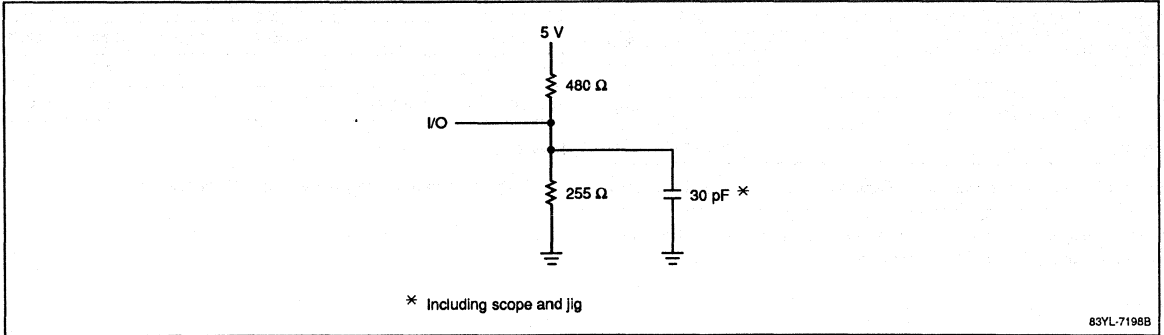 5 V
480 Ω
I/O
255 Ω
30 pF *
* Including scope and jig
83YL-7198B